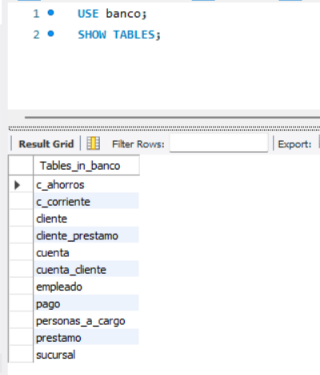 1 USE banco;
2 SHOW TABLES;
Result Grid Filter Rows: Export:
Tables_in_banco
c_ahorros
c_corriente
cliente
cliente_prestamo
cuenta
cuenta_cliente
empleado
pago
personas_a_cargo
prestamo
sucursal